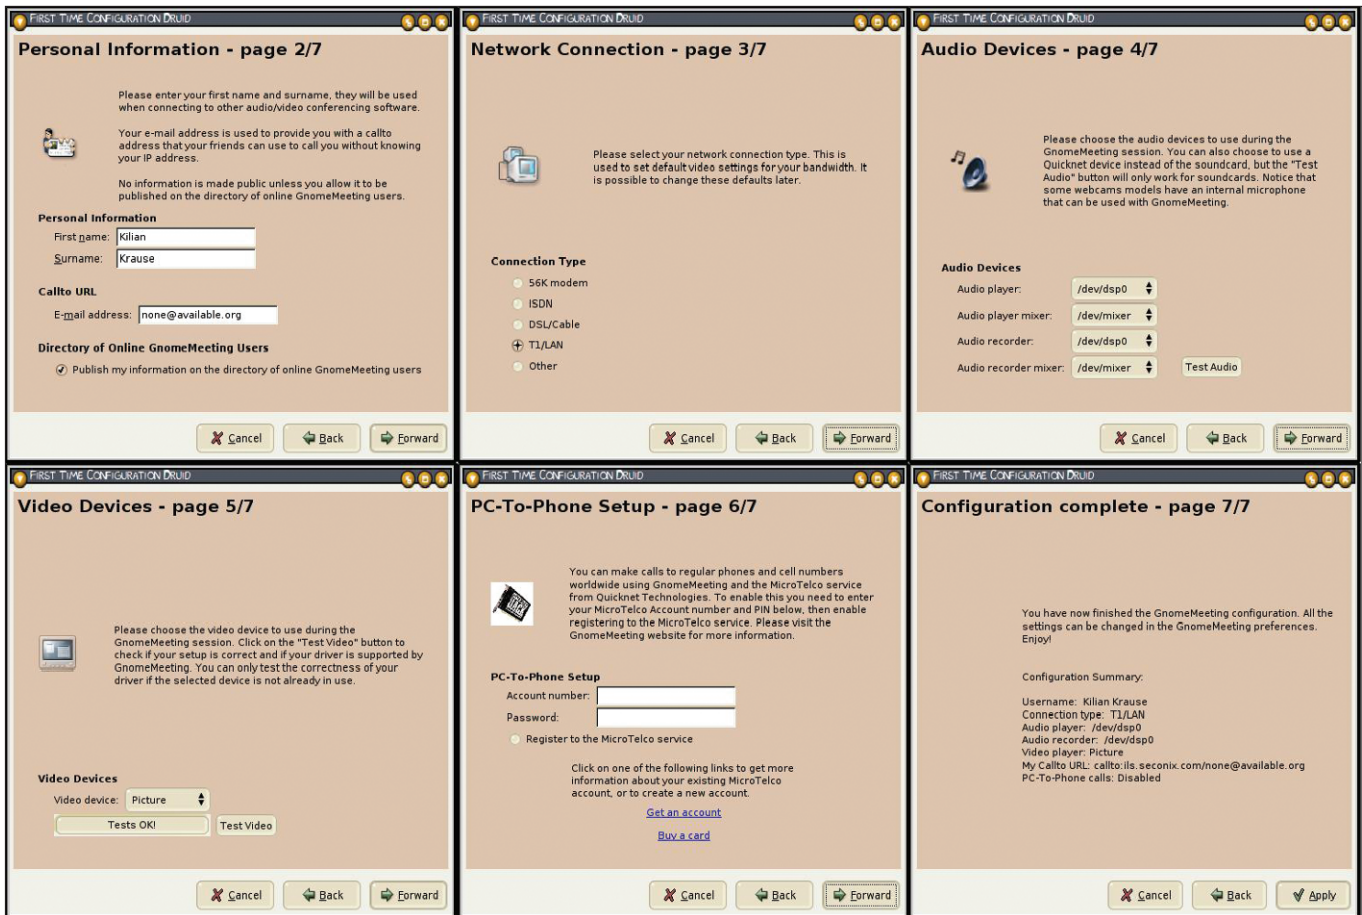 FIRST TIME CONFIGURATION DRUID
Personal Information - page 2/7
Please enter your first name and surname, they will be used
when connecting to other audio/video conferencing software.
Your e-mail address is used to provide you with a callto
address that your friends can use to call you without knowing
your IP address.
No information is made public unless you allow it to be
published on the directory of online GnomeMeeting users.
Personal Information
First name: Kilian
Surname: Krause
Callto URL
E-mail address: none@available.org
Directory of Online GnomeMeeting Users
Publish my information on the directory of online GnomeMeeting users
Cancel Back Forward
FIRST TIME CONFIGURATION DRUID
Network Connection - page 3/7
Please select your network connection type. This is
used to set default video settings for your bandwidth. It
is possible to change these defaults later.
Connection Type
56K modem
ISDN
DSL/Cable
T1/LAN
Other
Cancel Back Forward
FIRST TIME CONFIGURATION DRUID
Audio Devices - page 4/7
Please choose the audio devices to use during the
GnomeMeeting session. You can also choose to use a
Quicknet device instead of the soundcard, but the "Test
Audio" button will only work for soundcards. Notice that
some webcams models have an internal microphone
that can be used with GnomeMeeting.
Audio Devices
Audio player: /dev/dsp0
Audio player mixer: /dev/mixer
Audio recorder: /dev/dsp0
Audio recorder mixer: /dev/mixer Test Audio
Cancel Back Forward
FIRST TIME CONFIGURATION DRUID
Video Devices - page 5/7
Please choose the video device to use during the
GnomeMeeting session. Click on the "Test Video" button to
check if your setup is correct and if your driver is supported by
GnomeMeeting. You can only test the correctness of your
driver if the selected device is not already in use.
Video Devices
Video device: Picture
Tests OK! Test Video
Cancel Back Forward
FIRST TIME CONFIGURATION DRUID
PC-To-Phone Setup - page 6/7
You can make calls to regular phones and cell numbers
worldwide using GnomeMeeting and the MicroTelco service
from Quicknet Technologies. To enable this you need to enter
your MicroTelco Account number and PIN below, then enable
registering to the MicroTelco service. Please visit the
GnomeMeeting website for more information.
PC-To-Phone Setup
Account number:
Password:
Register to the MicroTelco service
Click on one of the following links to get more
information about your existing MicroTelco
account, or to create a new account.
Get an account
Buy a card
Cancel Back Forward
FIRST TIME CONFIGURATION DRUID
Configuration complete - page 7/7
You have now finished the GnomeMeeting configuration. All the
settings can be changed in the GnomeMeeting preferences.
Enjoy!
Configuration Summary:
Username: Kilian Krause
Connection type: T1/LAN
Audio player: /dev/dsp0
Audio recorder: /dev/dsp0
Video player: Picture
My Callto URL: callto:ils.seconix.com/none@available.org
PC-To-Phone calls: Disabled
Cancel Back Apply